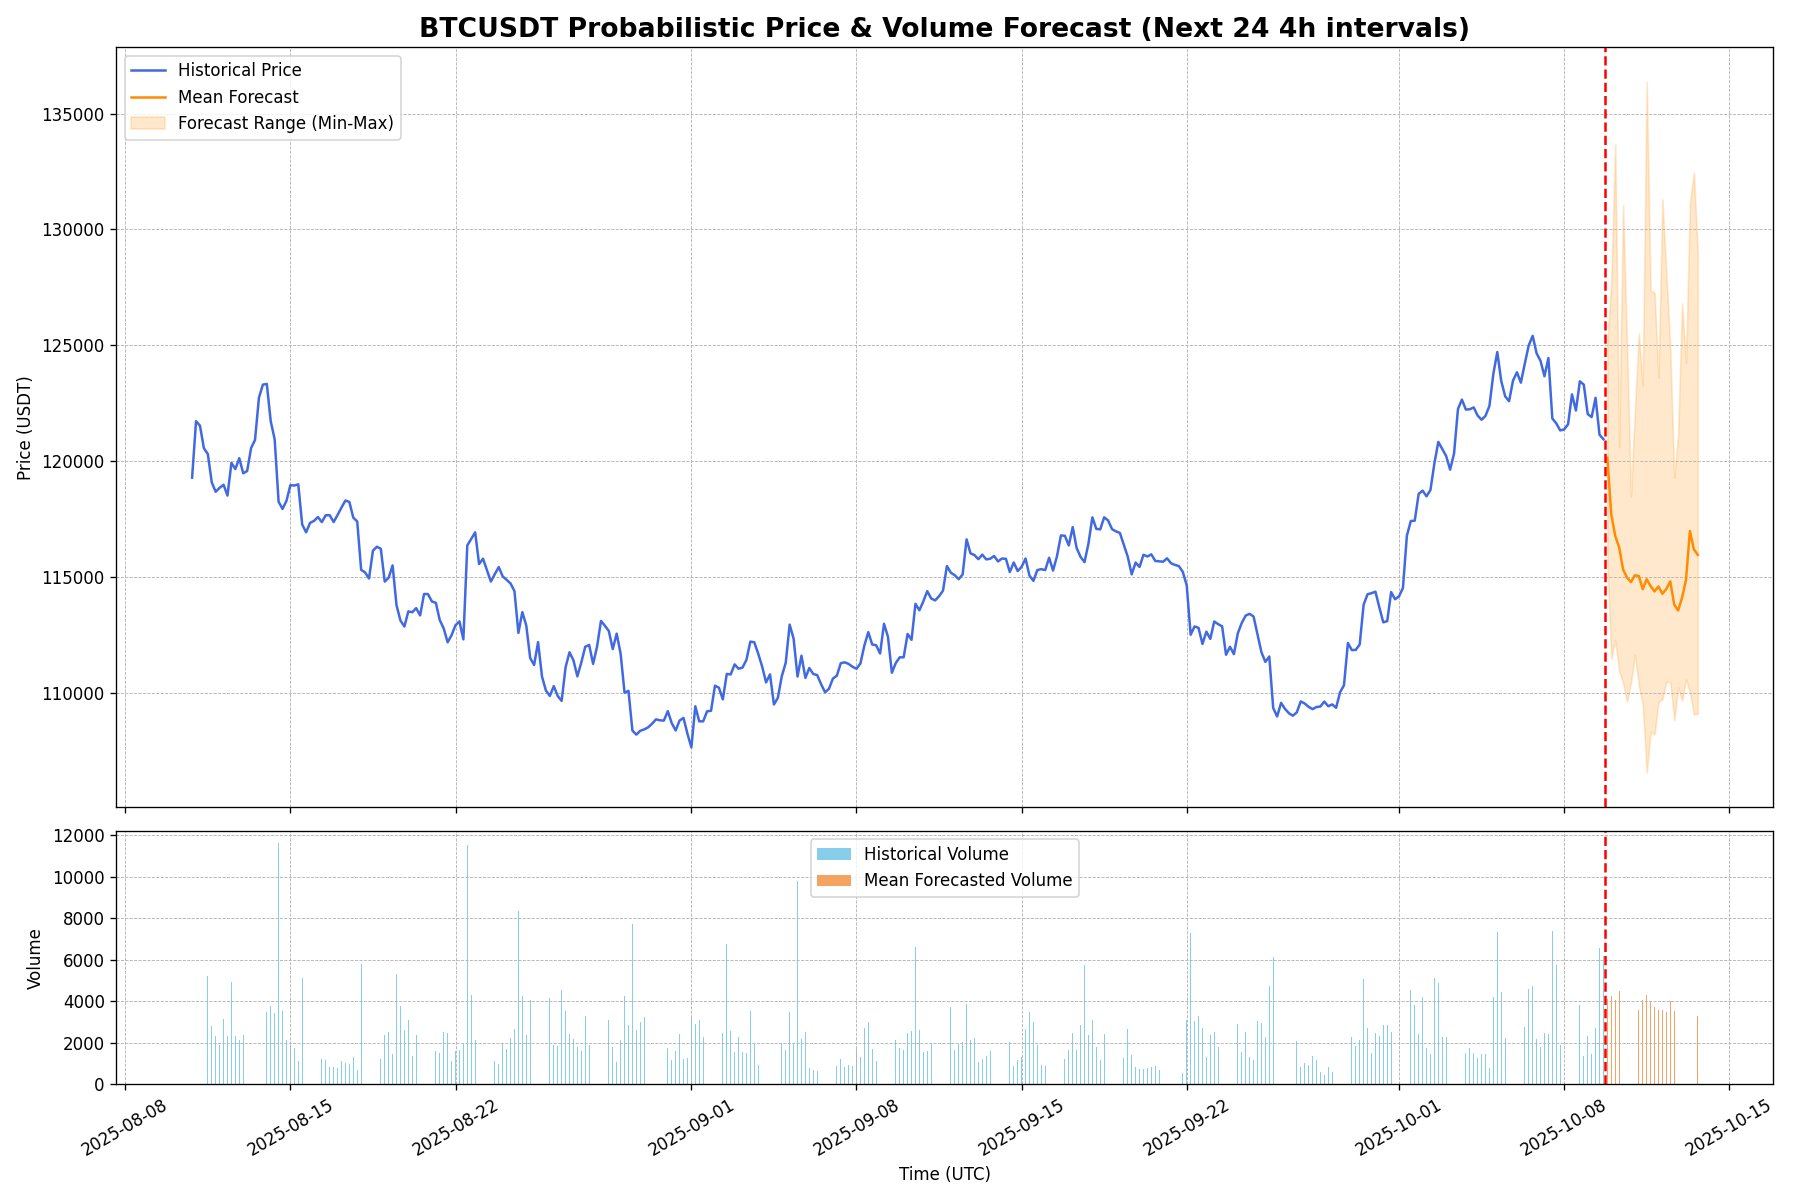 BTCUSDT Probabilistic Price & Volume Forecast (Next 24 4h intervals)
Historical Price
Mean Forecast
Forecast Range (Min-Max)
Price (USDT)
135000
130000
125000
120000
115000
110000
Historical Volume
Mean Forecasted Volume
Volume
12000
10000
8000
6000
4000
2000
0
2025-08-08
2025-08-15
2025-08-22
2025-09-01
2025-09-08
2025-09-15
2025-09-22
2025-10-01
2025-10-08
2025-10-15
Time (UTC)